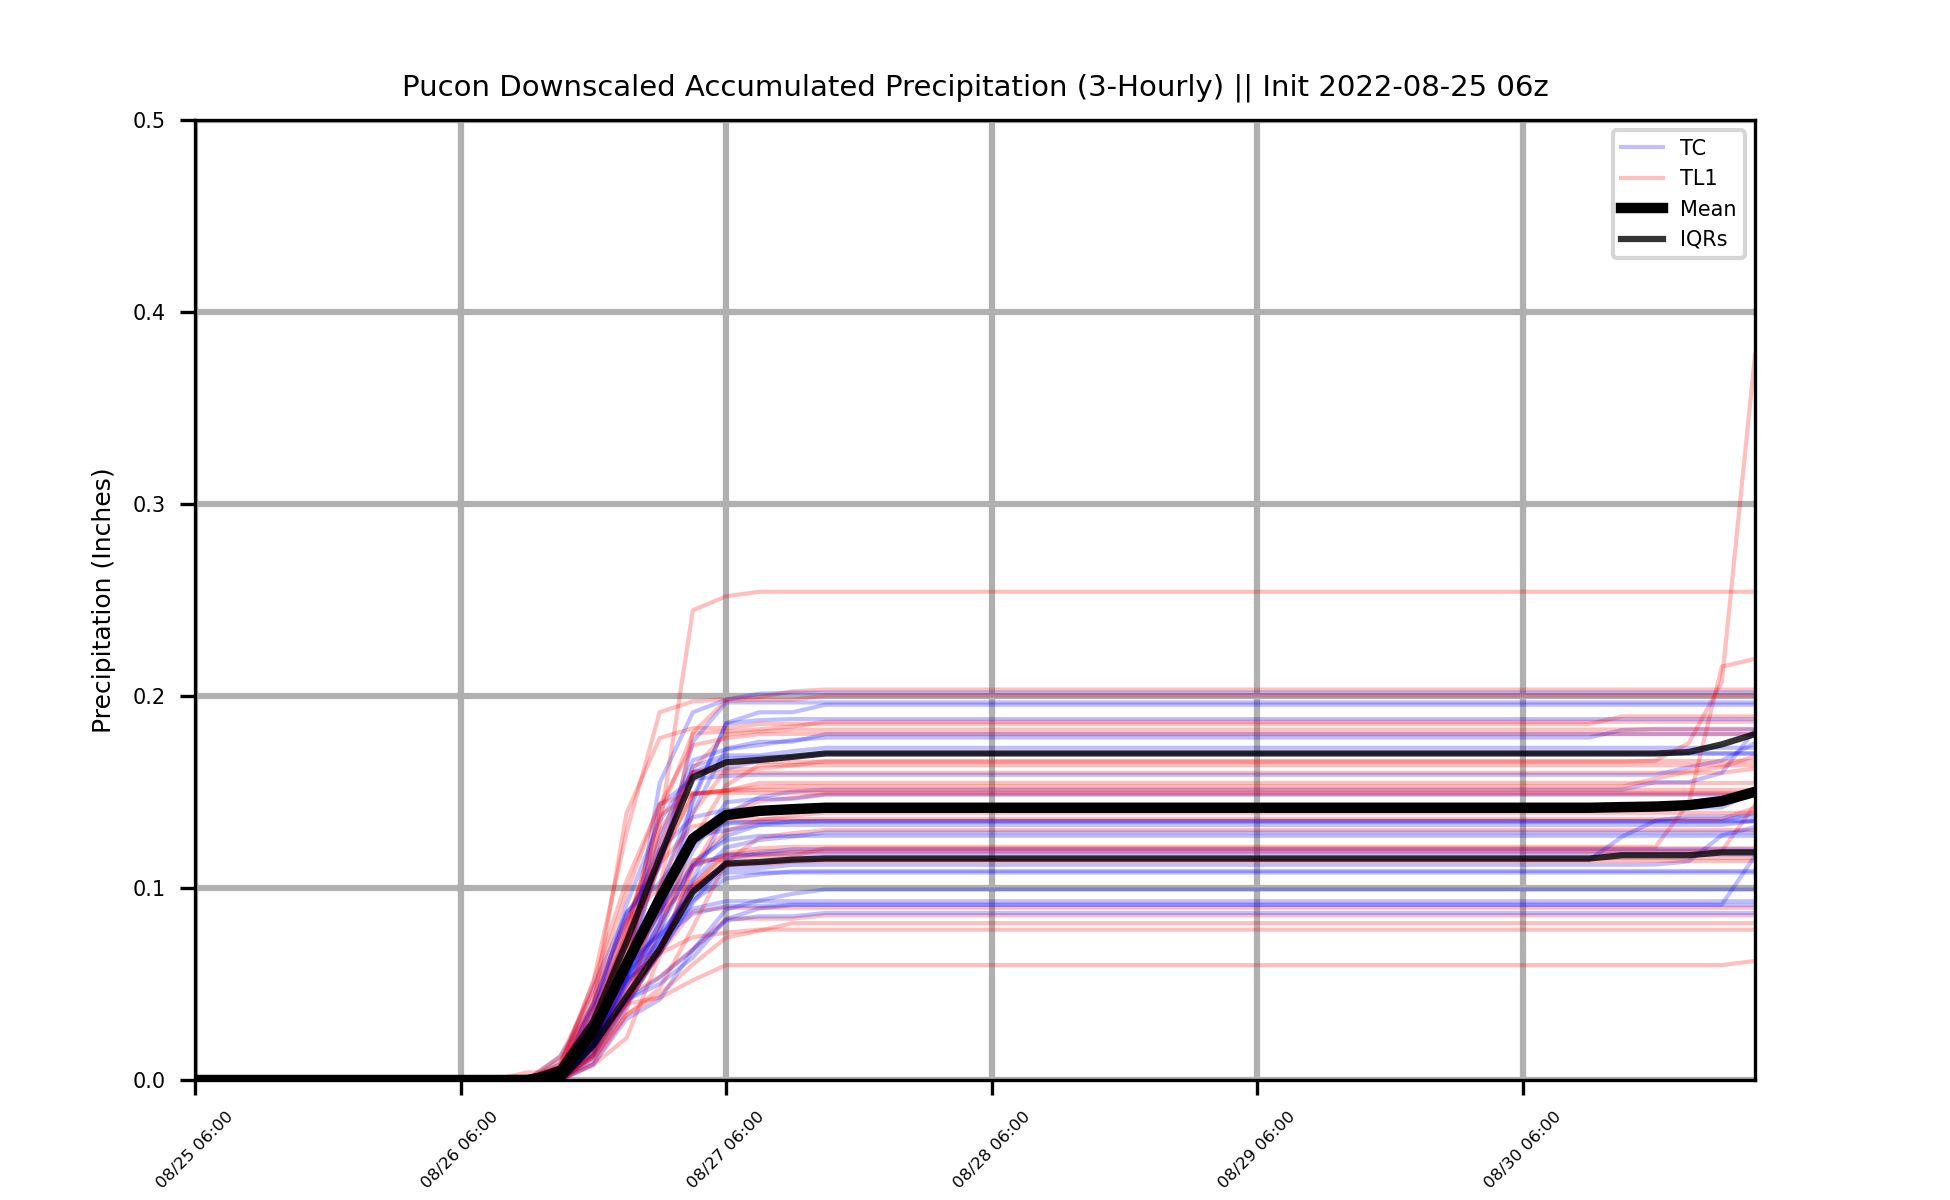 Pucon Downscaled Accumulated Precipitation (3-Hourly) || Init 2022-08-25 06z
0.5
0.4
0.3
0.2
0.1
0.0
Precipitation (Inches)
TC
TL1
Mean
IQRs
08/25 06:00
08/26 06:00
08/27 06:00
08/28 06:00
08/29 06:00
08/30 06:00